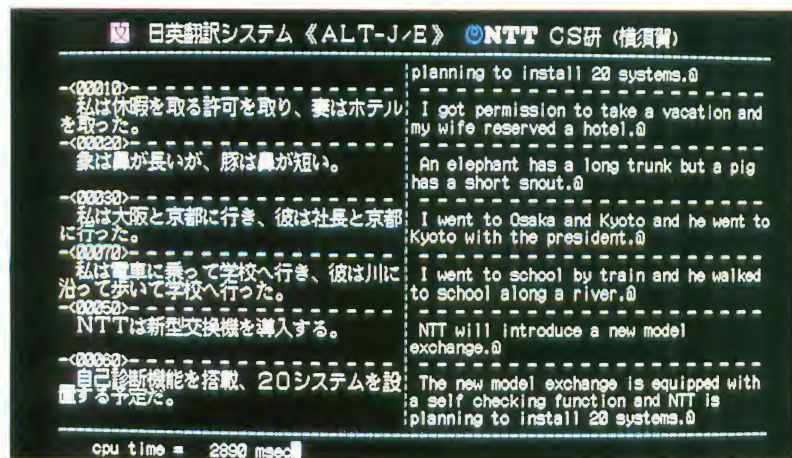 文 日英翻訳システム《ALT-J/E》 NTT CS研 (横須賀)
planning to install 20 systems.@
-<00010>-
私は休暇を取る許可を取り、妻はホテル
を取った。
I got permission to take a vacation and
my wife reserved a hotel.@
-<00020>-
象は鼻が長いが、豚は鼻が短い。
An elephant has a long trunk but a pig
has a short snout.@
-<00030>-
私は大阪と京都に行き、彼は社長と京都
に行った。
I went to Osaka and Kyoto and he went to
Kyoto with the president.@
-<00070>-
私は電車に乗って学校へ行き、彼は川に
沿って歩いて学校へ行った。
I went to school by train and he walked
to school along a river.@
-<00050>-
NTTは新型交換機を導入する。
NTT will introduce a new model
exchange.@
-<00060>-
自己診断機能を搭載、20システムを設
置する予定だ。
The new model exchange is equipped with
a self checking function and NTT is
planning to install 20 systems.@
cpu time = 2890 msec